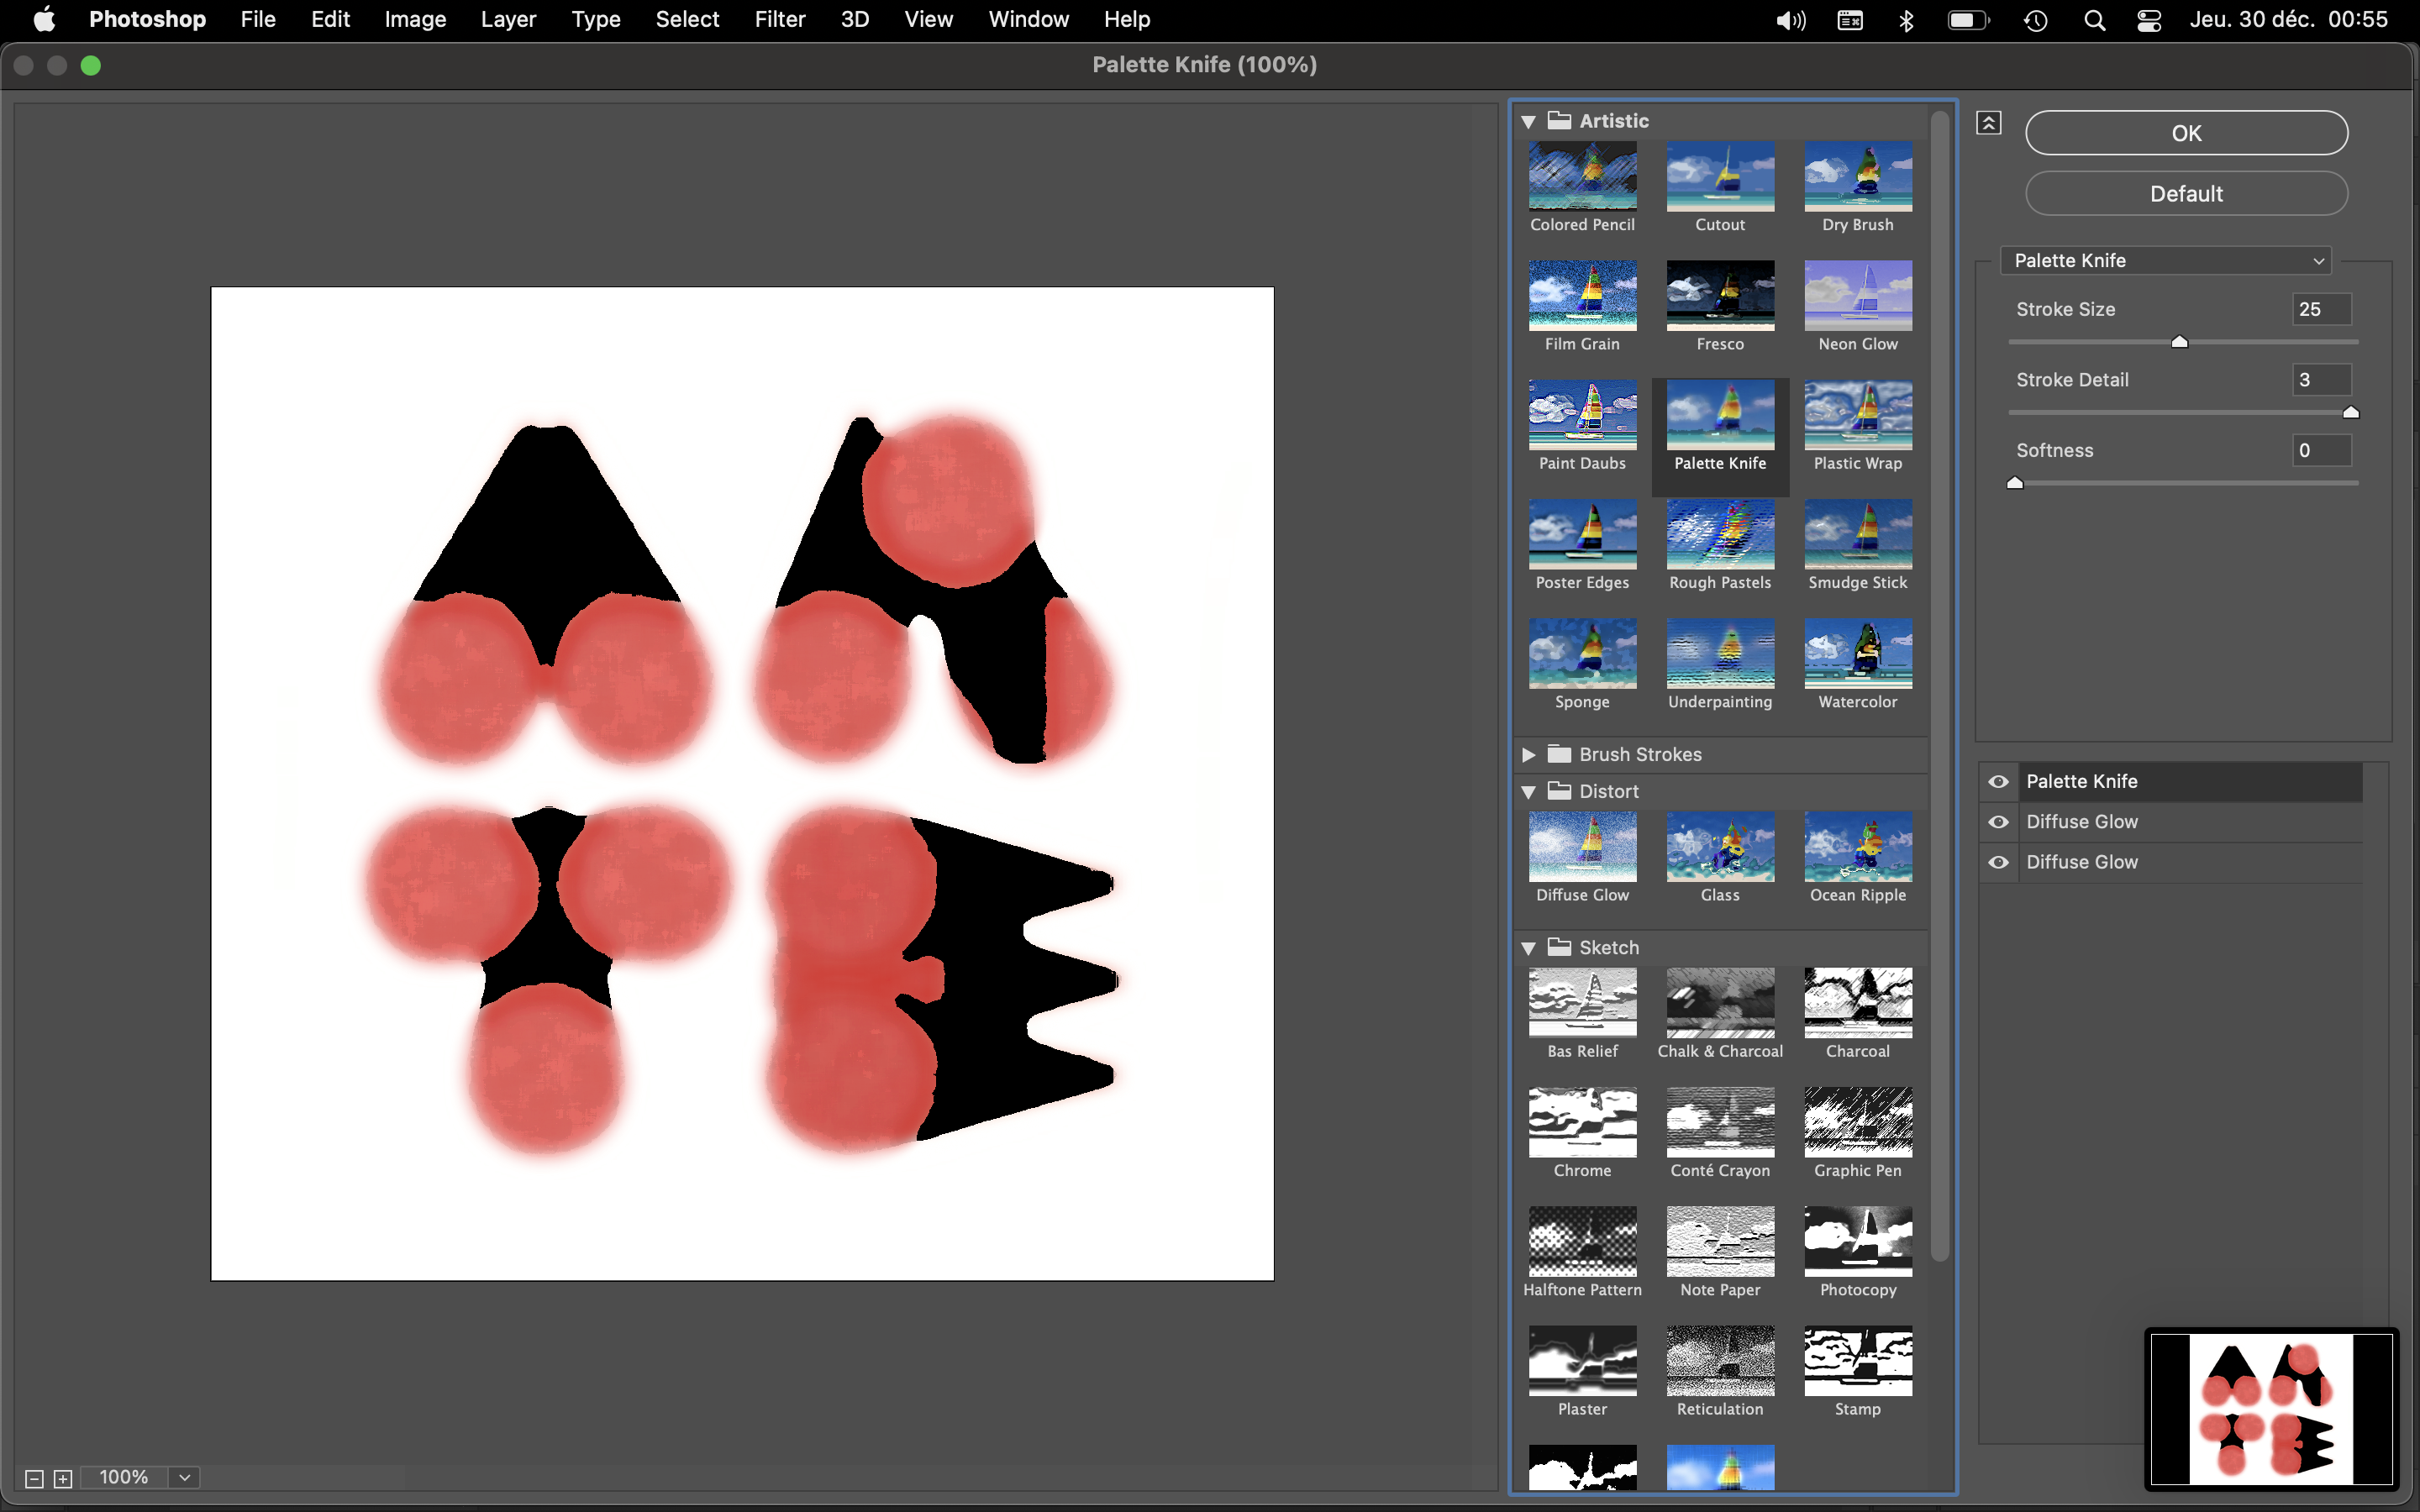 Photoshop File Edit Image Layer Type Select Filter 3D View Window Help Jeu. 30 déc. 00:55
Palette Knife (100%)
Artistic
Colored Pencil Cutout Dry Brush
Film Grain Fresco Neon Glow
Paint Daubs Palette Knife Plastic Wrap
Poster Edges Rough Pastels Smudge Stick
Sponge Underpainting Watercolor
Brush Strokes
Distort
Diffuse Glow Glass Ocean Ripple
Sketch
Bas Relief Chalk & Charcoal Charcoal
Chrome Conté Crayon Graphic Pen
Halftone Pattern Note Paper Photocopy
Plaster Reticulation Stamp
OK
Default
Palette Knife
Stroke Size 25
Stroke Detail 3
Softness 0
Palette Knife
Diffuse Glow
Diffuse Glow
100%